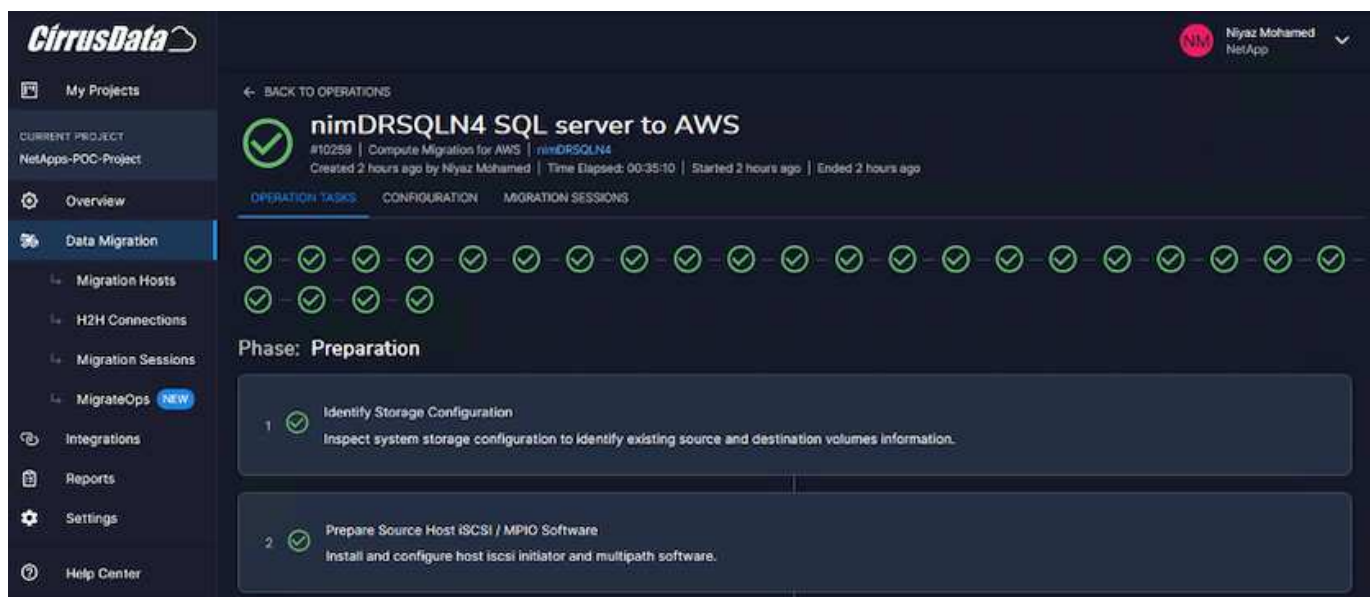 CirrusData
NM
Niyaz Mohamed
NetApp
My Projects
CURRENT PROJECT
NetApps-POC-Project
Overview
Data Migration
Migration Hosts
H2H Connections
Migration Sessions
MigrateOps NEW
Integrations
Reports
Settings
Help Center
← BACK TO OPERATIONS
nimDRSQLN4 SQL server to AWS
#10259 | Compute Migration for AWS | nimDRSQLN4
Created 2 hours ago by Niyaz Mohamed | Time Elapsed: 00:35:10 | Started 2 hours ago | Ended 2 hours ago
OPERATION TASKS CONFIGURATION MIGRATION SESSIONS
Phase: Preparation
1 Identify Storage Configuration
Inspect system storage configuration to identify existing source and destination volumes information.
2 Prepare Source Host iSCSI / MPIO Software
Install and configure host iscsi initiator and multipath software.